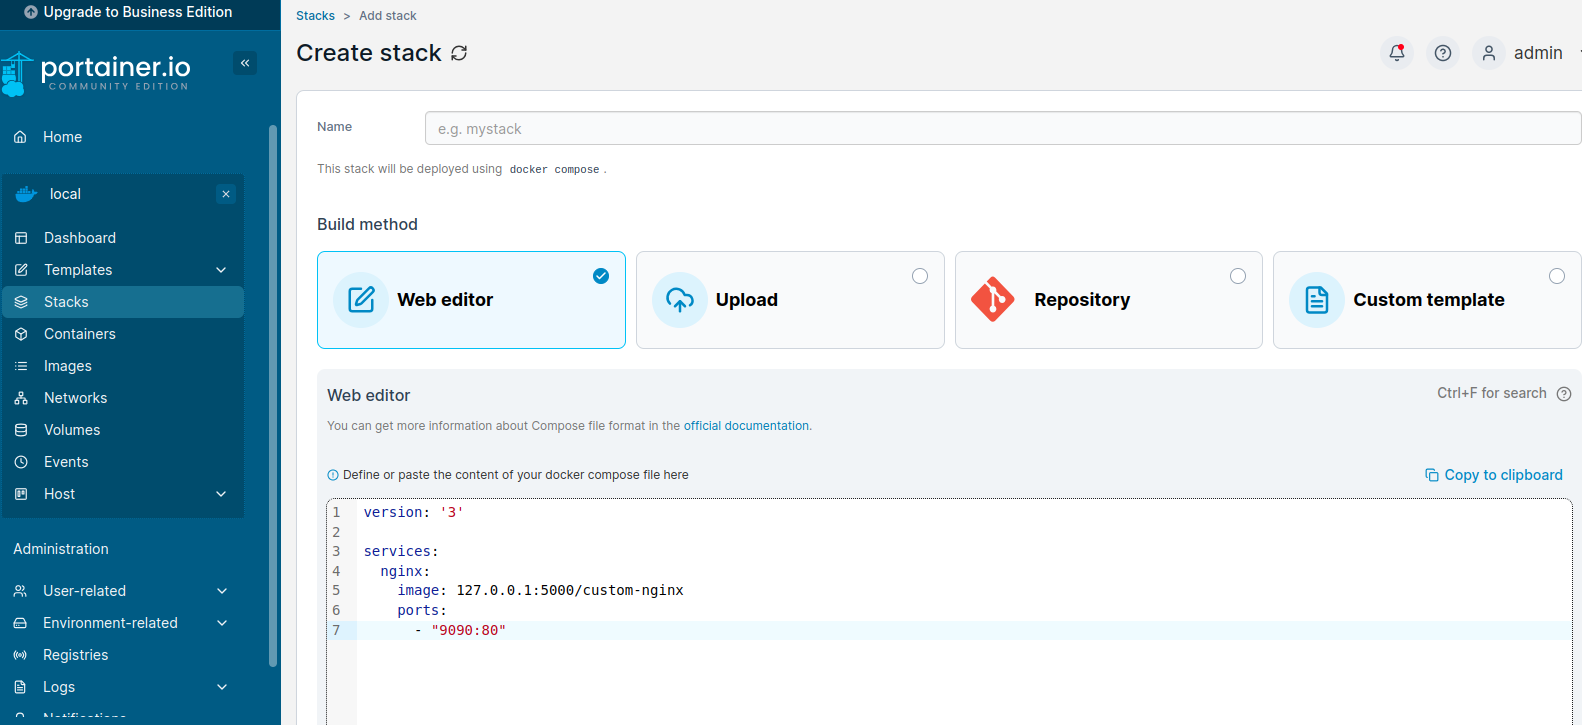 Upgrade to Business Edition
portainer.io
COMMUNITY EDITION
Home
local
Dashboard
Templates
Stacks
Containers
Images
Networks
Volumes
Events
Host
Administration
User-related
Environment-related
Registries
Logs
Notifications
Stacks > Add stack
Create stack
admin
Name
e.g. mystack
This stack will be deployed using docker compose .
Build method
Web editor
Upload
Repository
Custom template
Web editor
Ctrl+F for search
You can get more information about Compose file format in the official documentation.
Define or paste the content of your docker compose file here
Copy to clipboard
1 version: '3'
2
3 services:
4 nginx:
5 image: 127.0.0.1:5000/custom-nginx
6 ports:
7 - "9090:80"